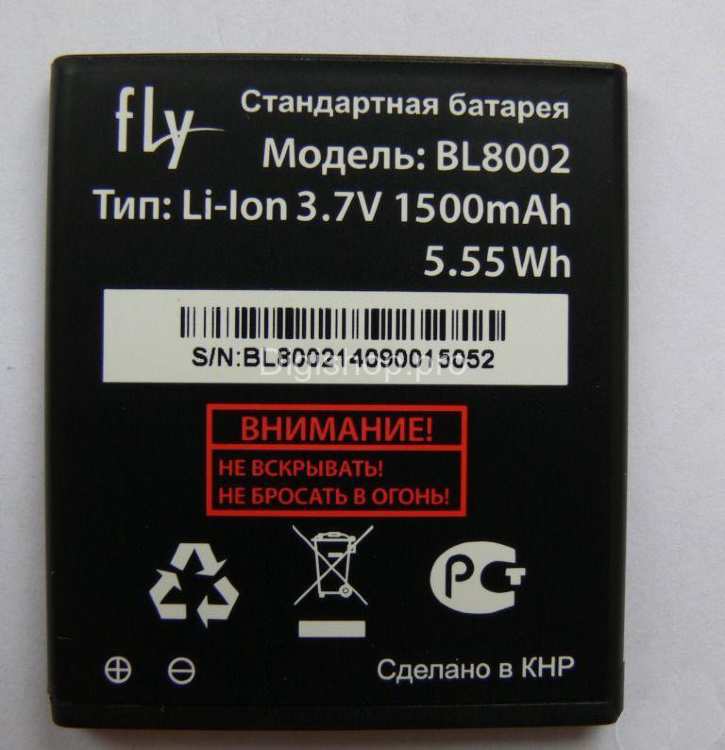 fly
Стандартная батарея
Модель: BL8002
Тип: Li-Ion 3.7V 1500mAh
5.55 Wh
S/N:BL800214090015052
Digishop.pro
ВНИМАНИЕ!
НЕ ВСКРЫВАТЬ!
НЕ БРОСАТЬ В ОГОНЬ!
РСТ
Сделано в КНР